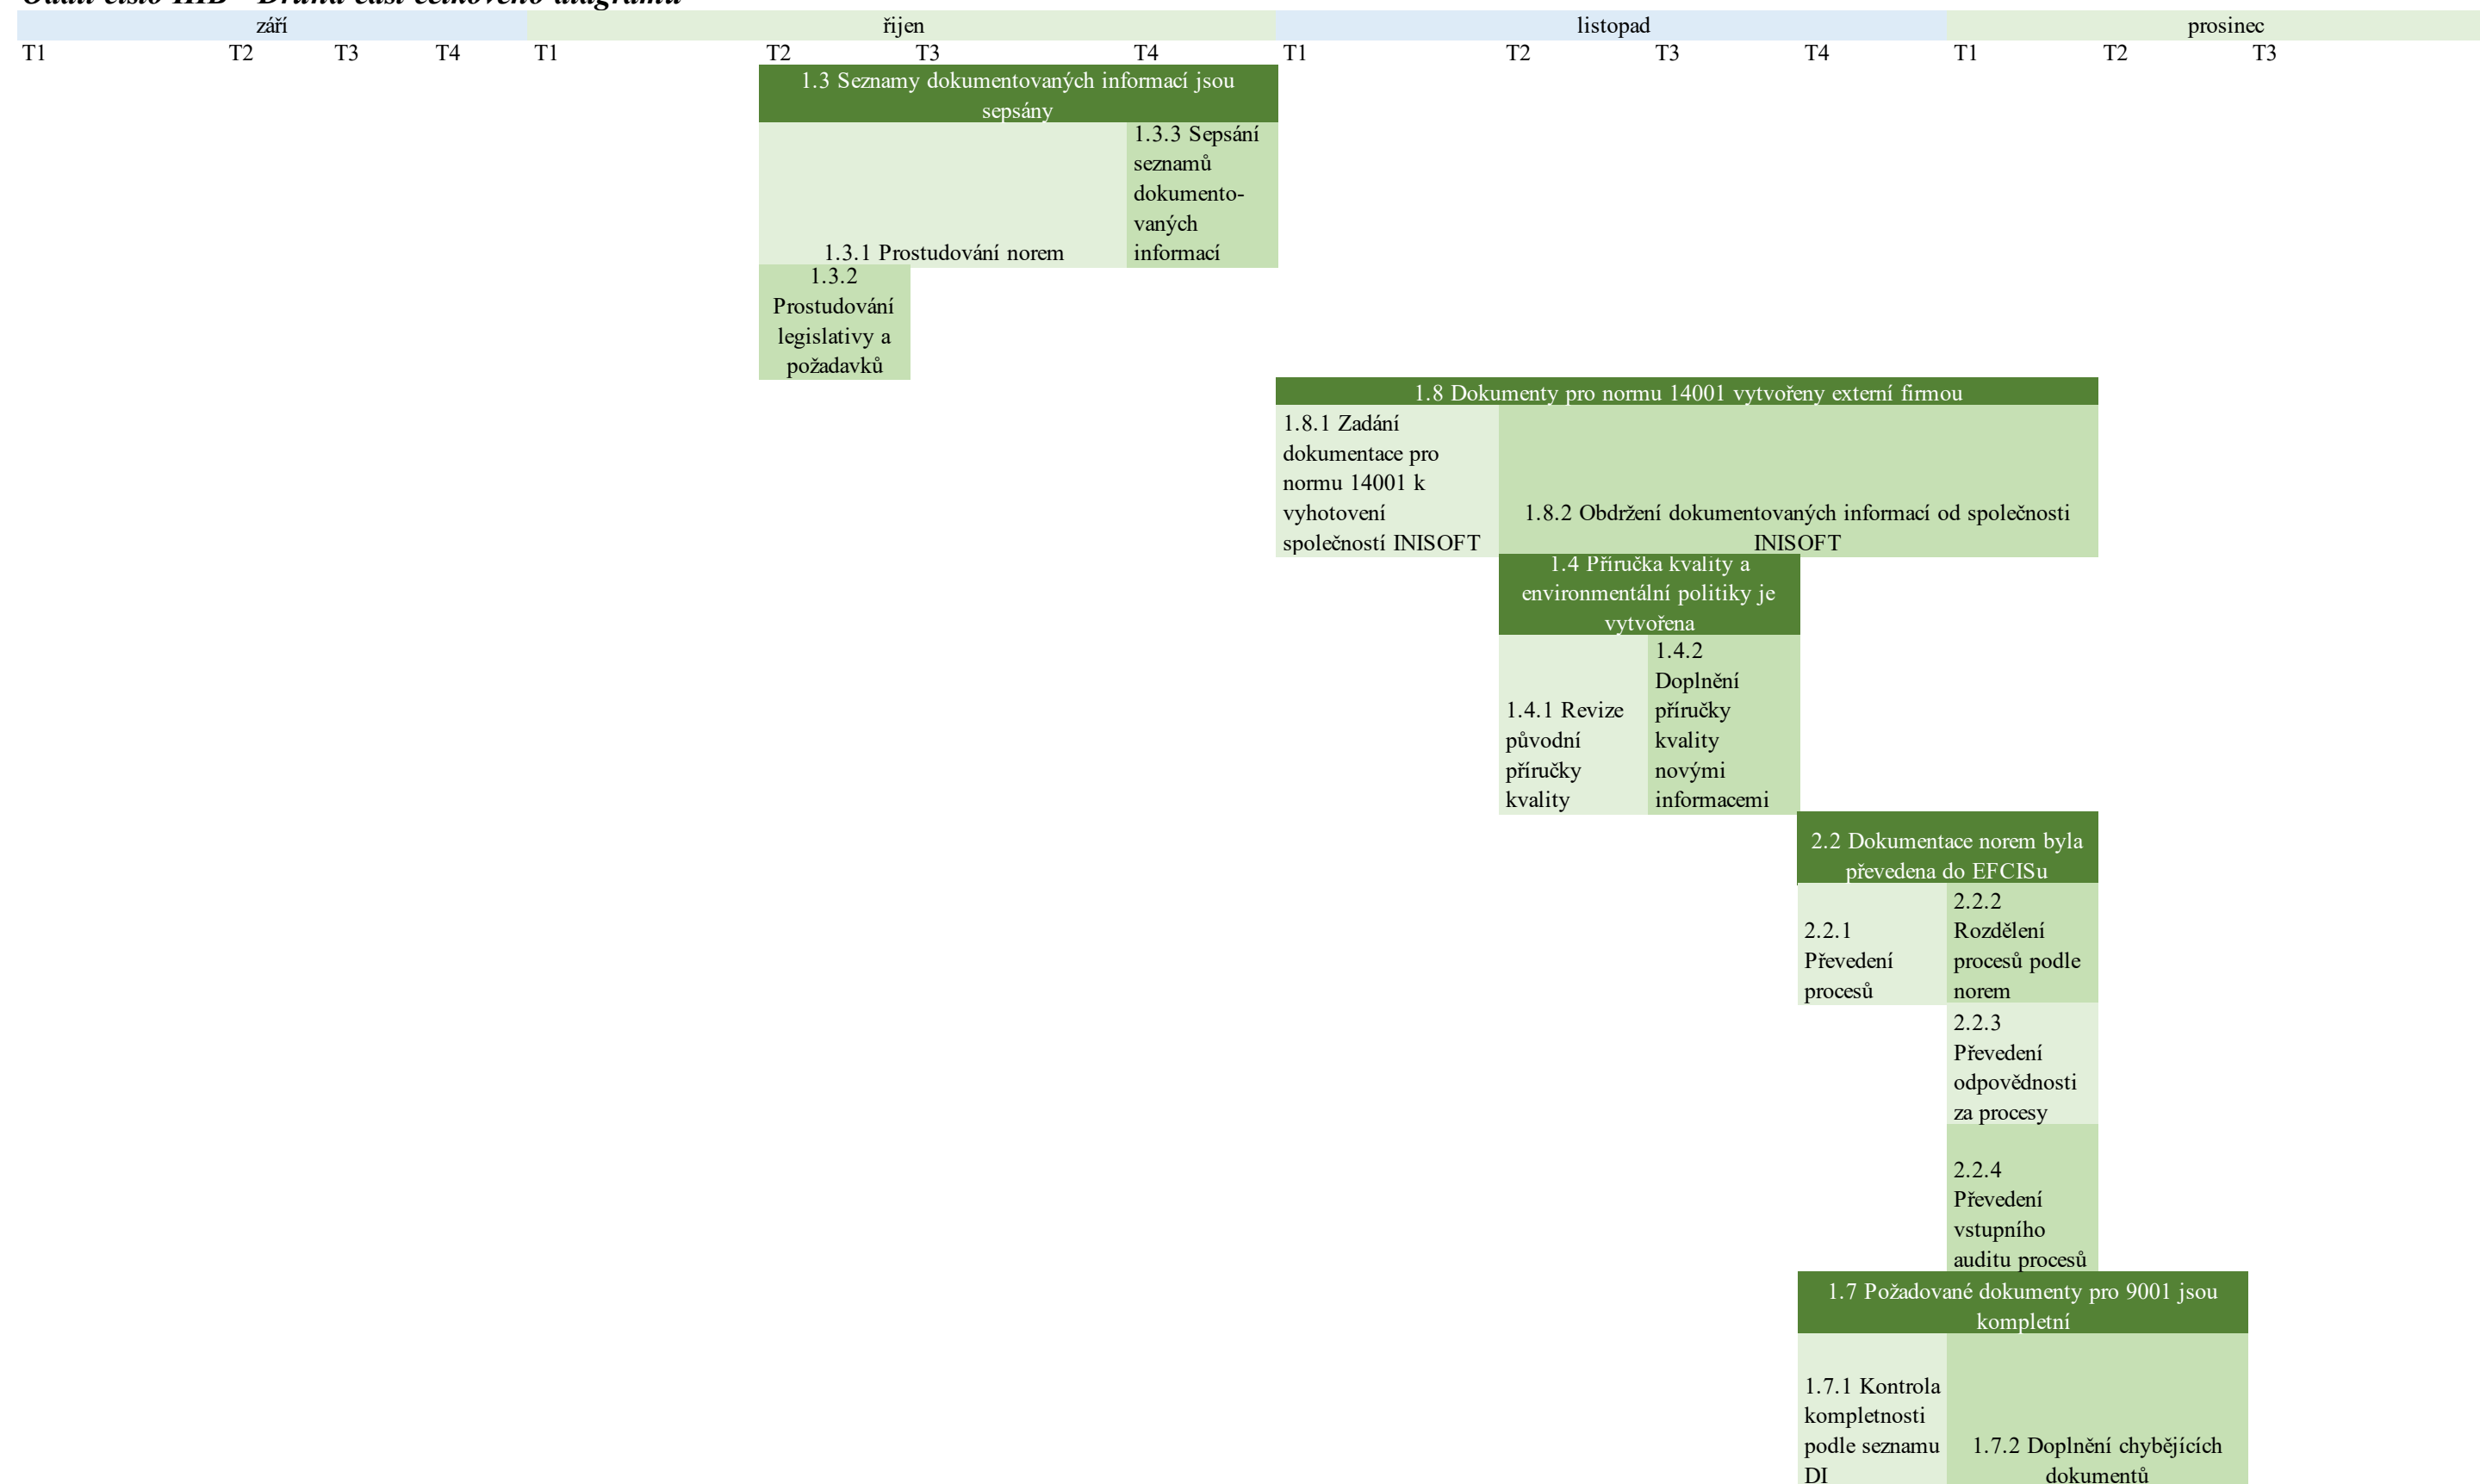 září říjen listopad prosinec
T1 T2 T3 T4 T1 T2 T3 T4 T1 T2 T3 T4 T1 T2 T3
1.3 Seznamy dokumentovaných informací jsou
sepsány
1.3.1 Prostudování norem
1.3.3 Sepsání
seznamů
dokumento-
vaných
informací
1.3.2
Prostudování
legislativy a
požadavků
1.8 Dokumenty pro normu 14001 vytvořeny externí firmou
1.8.1 Zadání
dokumentace pro
normu 14001 k
vyhotovení
společností INISOFT
1.8.2 Obdržení dokumentovaných informací od společnosti
INISOFT
1.4 Příručka kvality a
environmentální politiky je
vytvořena
1.4.1 Revize
původní
příručky
kvality
1.4.2
Doplnění
příručky
kvality
novými
informacemi
2.2 Dokumentace norem byla
převedena do EFCISu
2.2.1
Převedení
procesů
2.2.2
Rozdělení
procesů podle
norem
2.2.3
Převedení
odpovědnosti
za procesy
2.2.4
Převedení
vstupního
auditu procesů
1.7 Požadované dokumenty pro 9001 jsou
kompletní
1.7.1 Kontrola
kompletnosti
podle seznamu
DI
1.7.2 Doplnění chybějících
dokumentů